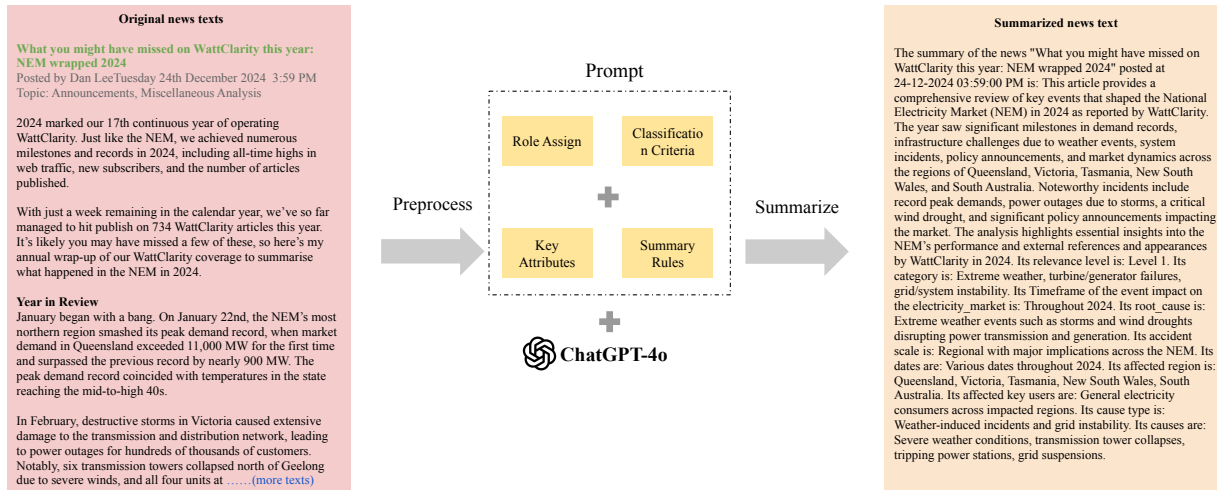 Original news texts
What you might have missed on WattClarity this year:
NEM wrapped 2024
Posted by Dan LeeTuesday 24th December 2024  3:59 PM
Topic: Announcements, Miscellaneous Analysis
2024 marked our 17th continuous year of operating
WattClarity. Just like the NEM, we achieved numerous
milestones and records in 2024, including all-time highs in
web traffic, new subscribers, and the number of articles
published.
With just a week remaining in the calendar year, we've so far
managed to hit publish on 734 WattClarity articles this year.
It's likely you may have missed a few of these, so here's my
annual wrap-up of our WattClarity coverage to summarise
what happened in the NEM in 2024.
Year in Review
January began with a bang. On January 22nd, the NEM's most
northern region smashed its peak demand record, when market
demand in Queensland exceeded 11,000 MW for the first time
and surpassed the previous record by nearly 900 MW. The
peak demand record coincided with temperatures in the state
reaching the mid-to-high 40s.
In February, destructive storms in Victoria caused extensive
damage to the transmission and distribution network, leading
to power outages for hundreds of thousands of customers.
Notably, six transmission towers collapsed north of Geelong
due to severe winds, and all four units at ……(more texts)
Preprocess
Prompt
Role Assign
Classificatio
n Criteria
Key
Attributes
Summary
Rules
ChatGPT-4o
Summarize
Summarized news text
The summary of the news "What you might have missed on
WattClarity this year: NEM wrapped 2024" posted at
24-12-2024 03:59:00 PM is: This article provides a
comprehensive review of key events that shaped the National
Electricity Market (NEM) in 2024 as reported by WattClarity.
The year saw significant milestones in demand records,
infrastructure challenges due to weather events, system
incidents, policy announcements, and market dynamics across
the regions of Queensland, Victoria, Tasmania, New South
Wales, and South Australia. Noteworthy incidents include
record peak demands, power outages due to storms, a critical
wind drought, and significant policy announcements impacting
the market. The analysis highlights essential insights into the
NEM's performance and external references and appearances
by WattClarity in 2024. Its relevance level is: Level 1. Its
category is: Extreme weather, turbine/generator failures,
grid/system instability. Its Timeframe of the event impact on
the electricity_market is: Throughout 2024. Its root_cause is:
Extreme weather events such as storms and wind droughts
disrupting power transmission and generation. Its accident
scale is: Regional with major implications across the NEM. Its
dates are: Various dates throughout 2024. Its affected region is:
Queensland, Victoria, Tasmania, New South Wales, South
Australia. Its affected key users are: General electricity
consumers across impacted regions. Its cause type is:
Weather-induced incidents and grid instability. Its causes are:
Severe weather conditions, transmission tower collapses,
tripping power stations, grid suspensions.